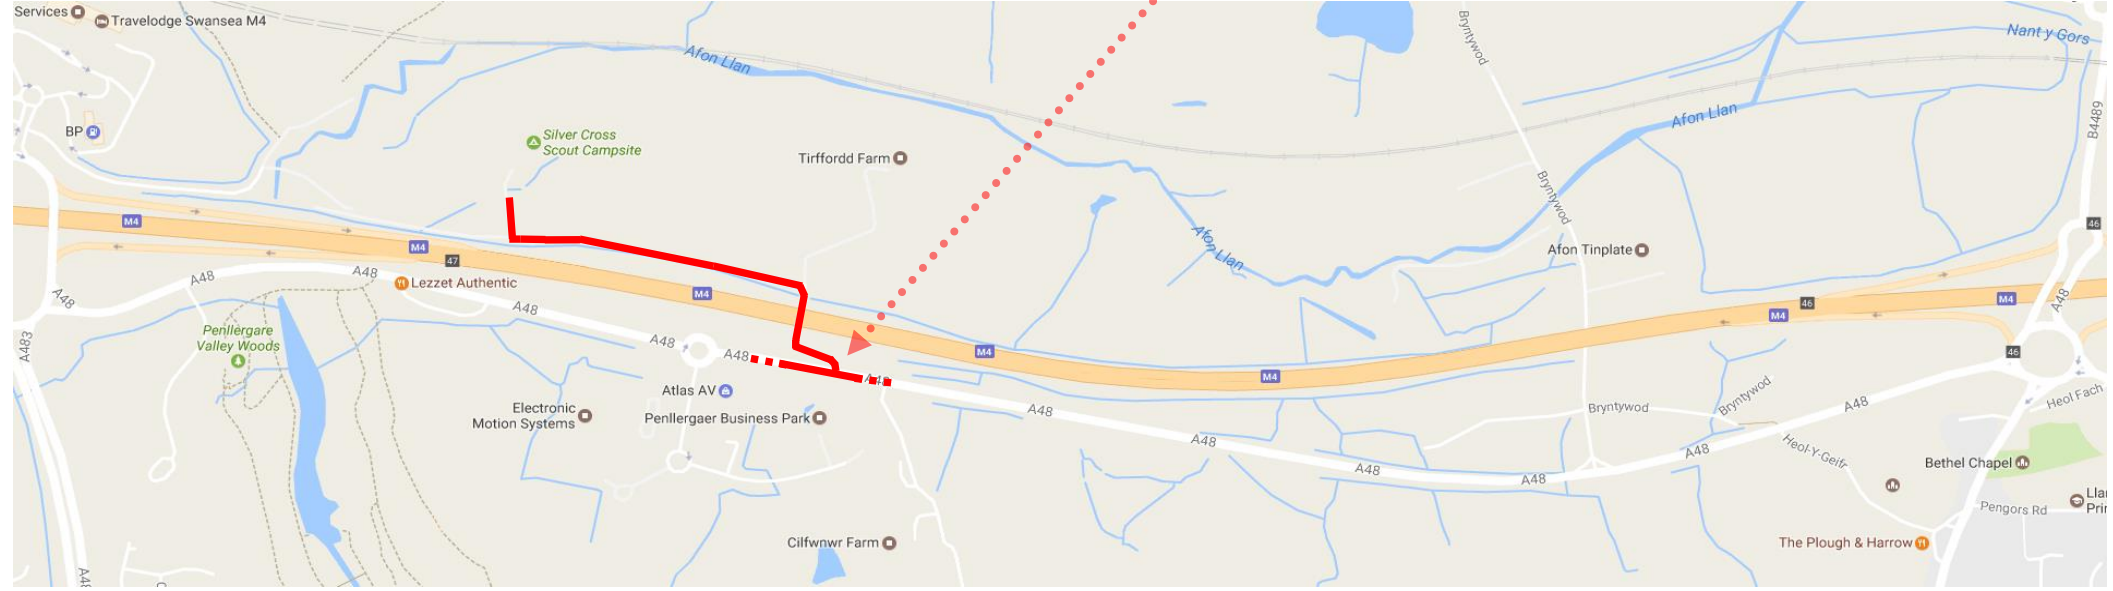 Services
Travelodge Swansea M4
BP
Silver Cross
Scout Campsite
Afon Llan
Tirffordd Farm
Bryntywod
Nant y Gors
Afon Llan
B4489
Bryntywod
Afon Llan
Afon Tinplate
46
M4
M4
47
A48
A48
A48
Lezzet Authentic
M4
A48
46
M4
M4
A48
Penllergare
Valley Woods
A483
A48
A48
M4
M4
46
Atlas AV
A48
Electronic
Motion Systems
Penllergaer Business Park
A48
Bryntywod
Bryntywod
A48
Heol Fach
A48
A48
A48
A48
Heol-Y-Geifr
Bethel Chapel
Pengors Rd
Lla
Pri
Cilfwnwr Farm
The Plough & Harrow
A48